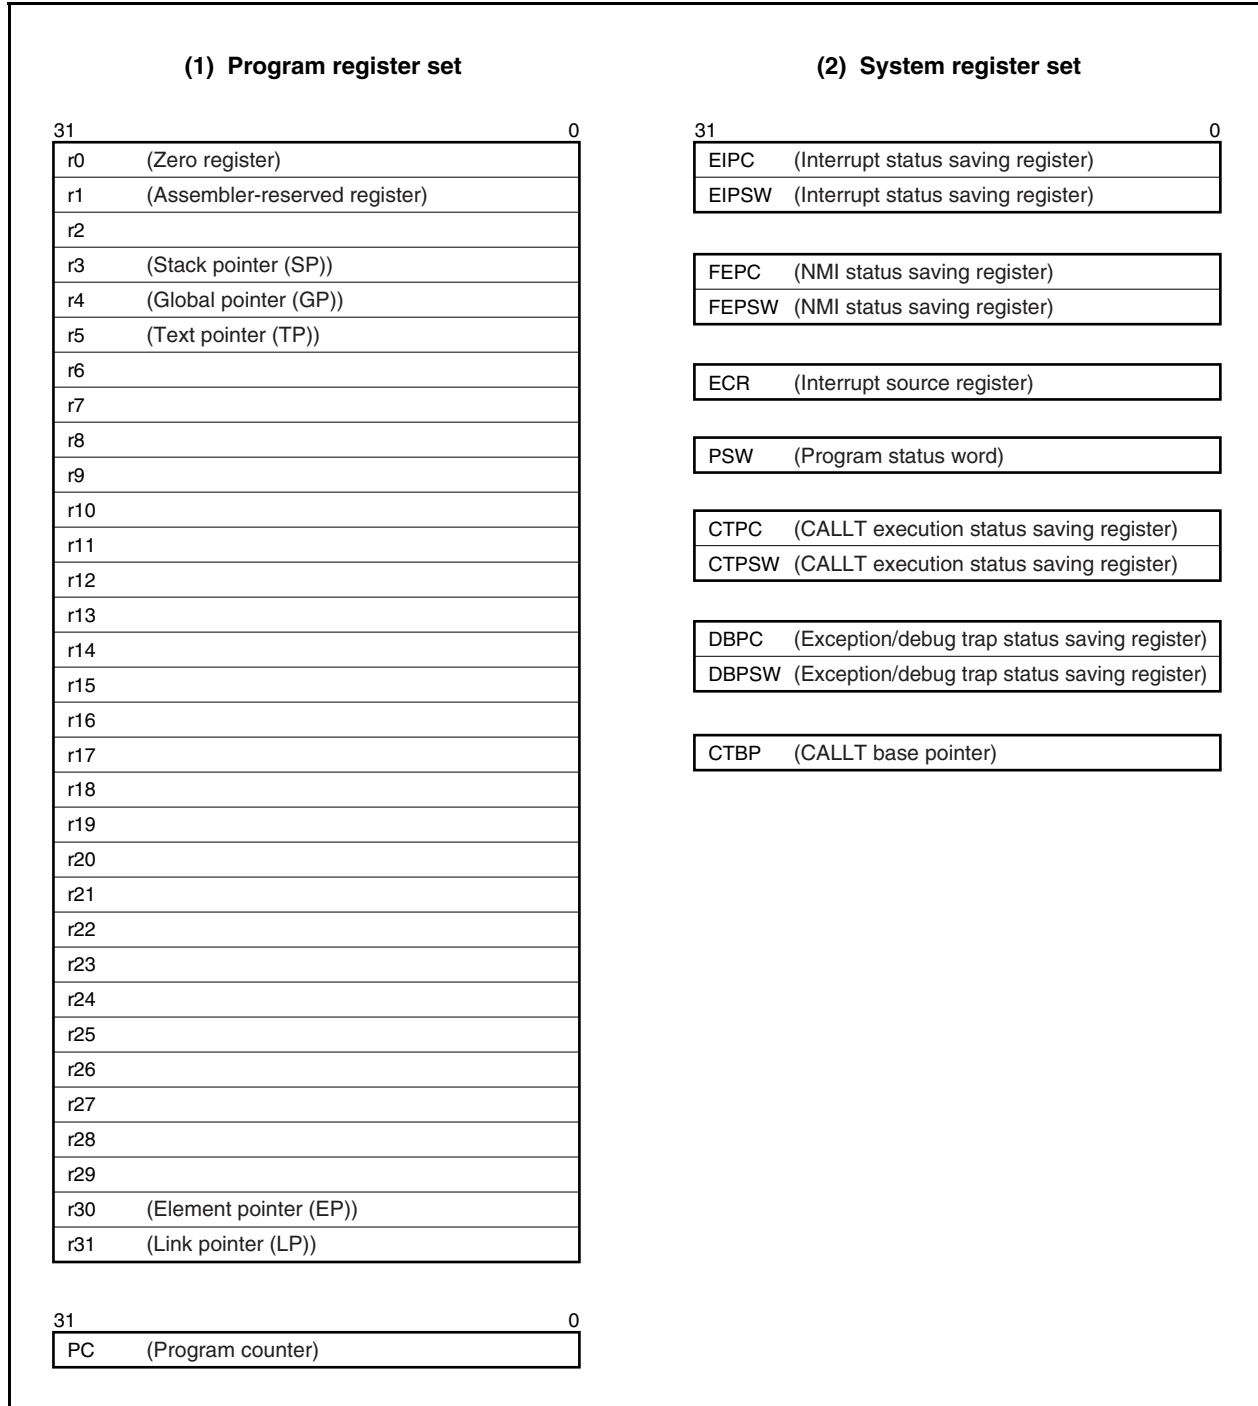 (1) Program register set
31 0
r0 (Zero register)
r1 (Assembler-reserved register)
r2
r3 (Stack pointer (SP))
r4 (Global pointer (GP))
r5 (Text pointer (TP))
r6
r7
r8
r9
r10
r11
r12
r13
r14
r15
r16
r17
r18
r19
r20
r21
r22
r23
r24
r25
r26
r27
r28
r29
r30 (Element pointer (EP))
r31 (Link pointer (LP))
31 0
PC (Program counter)
(2) System register set
31 0
EIPC (Interrupt status saving register)
EIPSW (Interrupt status saving register)
FEPC (NMI status saving register)
FEPSW (NMI status saving register)
ECR (Interrupt source register)
PSW (Program status word)
CTPC (CALLT execution status saving register)
CTPSW (CALLT execution status saving register)
DBPC (Exception/debug trap status saving register)
DBPSW (Exception/debug trap status saving register)
CTBP (CALLT base pointer)